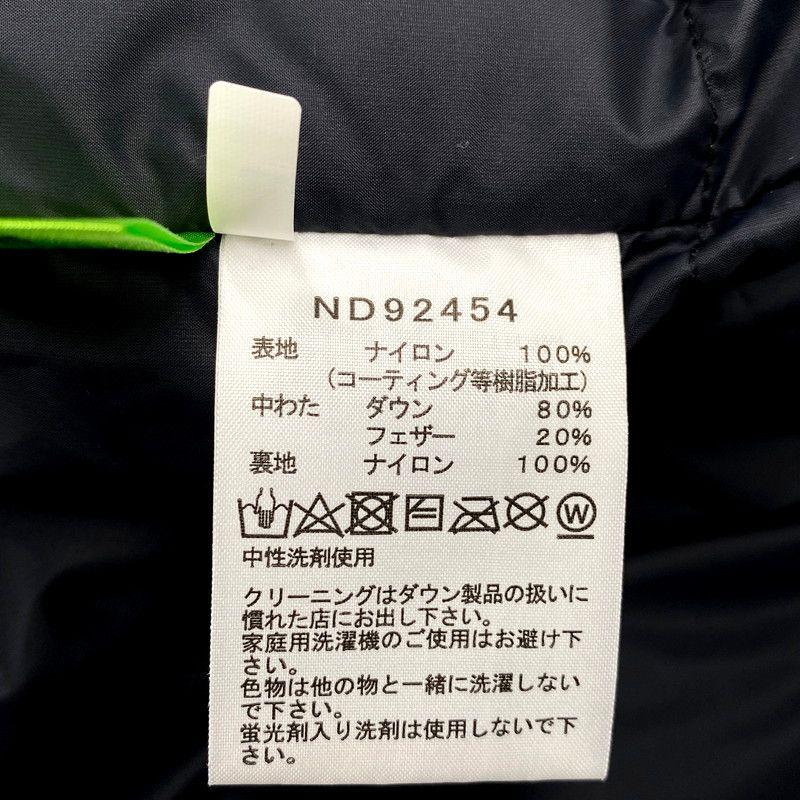 ND92454
表地 ナイロン 100%
(コーティング等樹脂加工)
中わた ダウン 80%
フェザー 20%
裏地 ナイロン 100%
W
中性洗剤使用
クリーニングはダウン製品の扱いに
慣れた店にお出し下さい。
家庭用洗濯機のご使用はお避け下
さい。
色物は他の物と一緒に洗濯しない
で下さい。
蛍光剤入り洗剤は使用しないで下
さい。